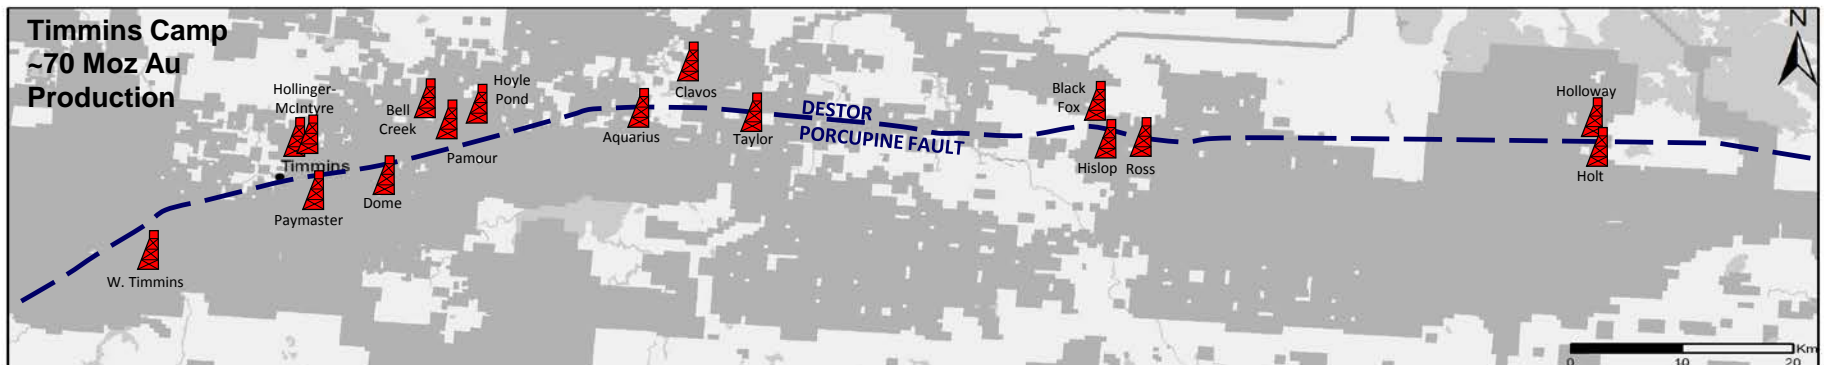 Timmins Camp
~70 Moz Au
Production
Hollinger-
McIntyre
Bell
Creek
Hoyle
Pond
Pamour
Timmins
Paymaster
Dome
W. Timmins
Clavos
Aquarius
Taylor
DESTOR
PORCUPINE FAULT
Black
Fox
Hislop
Ross
Holloway
Holt
N
Km
0
10
20